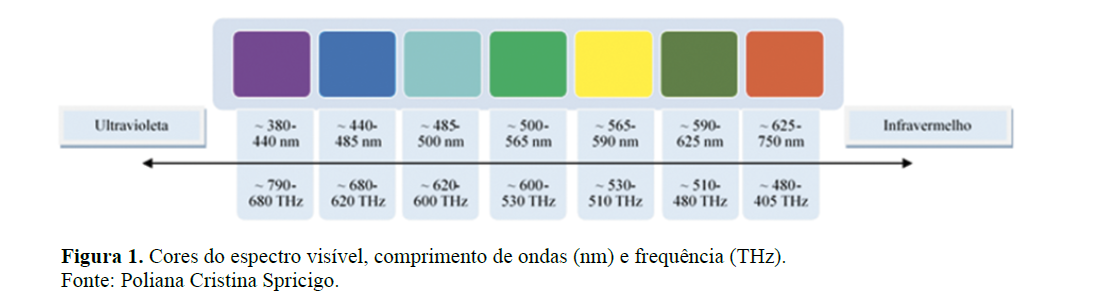 Ultravioleta
~ 380-
440 nm
~ 440-
485 nm
~ 485-
500 nm
~ 500-
565 nm
~ 565-
590 nm
~ 590-
625 nm
~ 625-
750 nm
Infravermelho
~ 790-
680 THz
~ 680-
620 THz
~ 620-
600 THz
~ 600-
530 THz
~ 530-
510 THz
~ 510-
480 THz
~ 480-
405 THz
Figura 1. Cores do espectro visível, comprimento de ondas (nm) e frequência (THz).
Fonte: Poliana Cristina Spricigo.